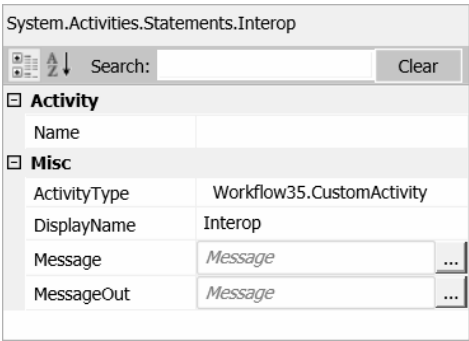 System.Activities.Statements.Interop
Search: Clear
Activity
Name
Misc
ActivityType Workflow35.CustomActivity
DisplayName Interop
Message Message ...
MessageOut Message ...